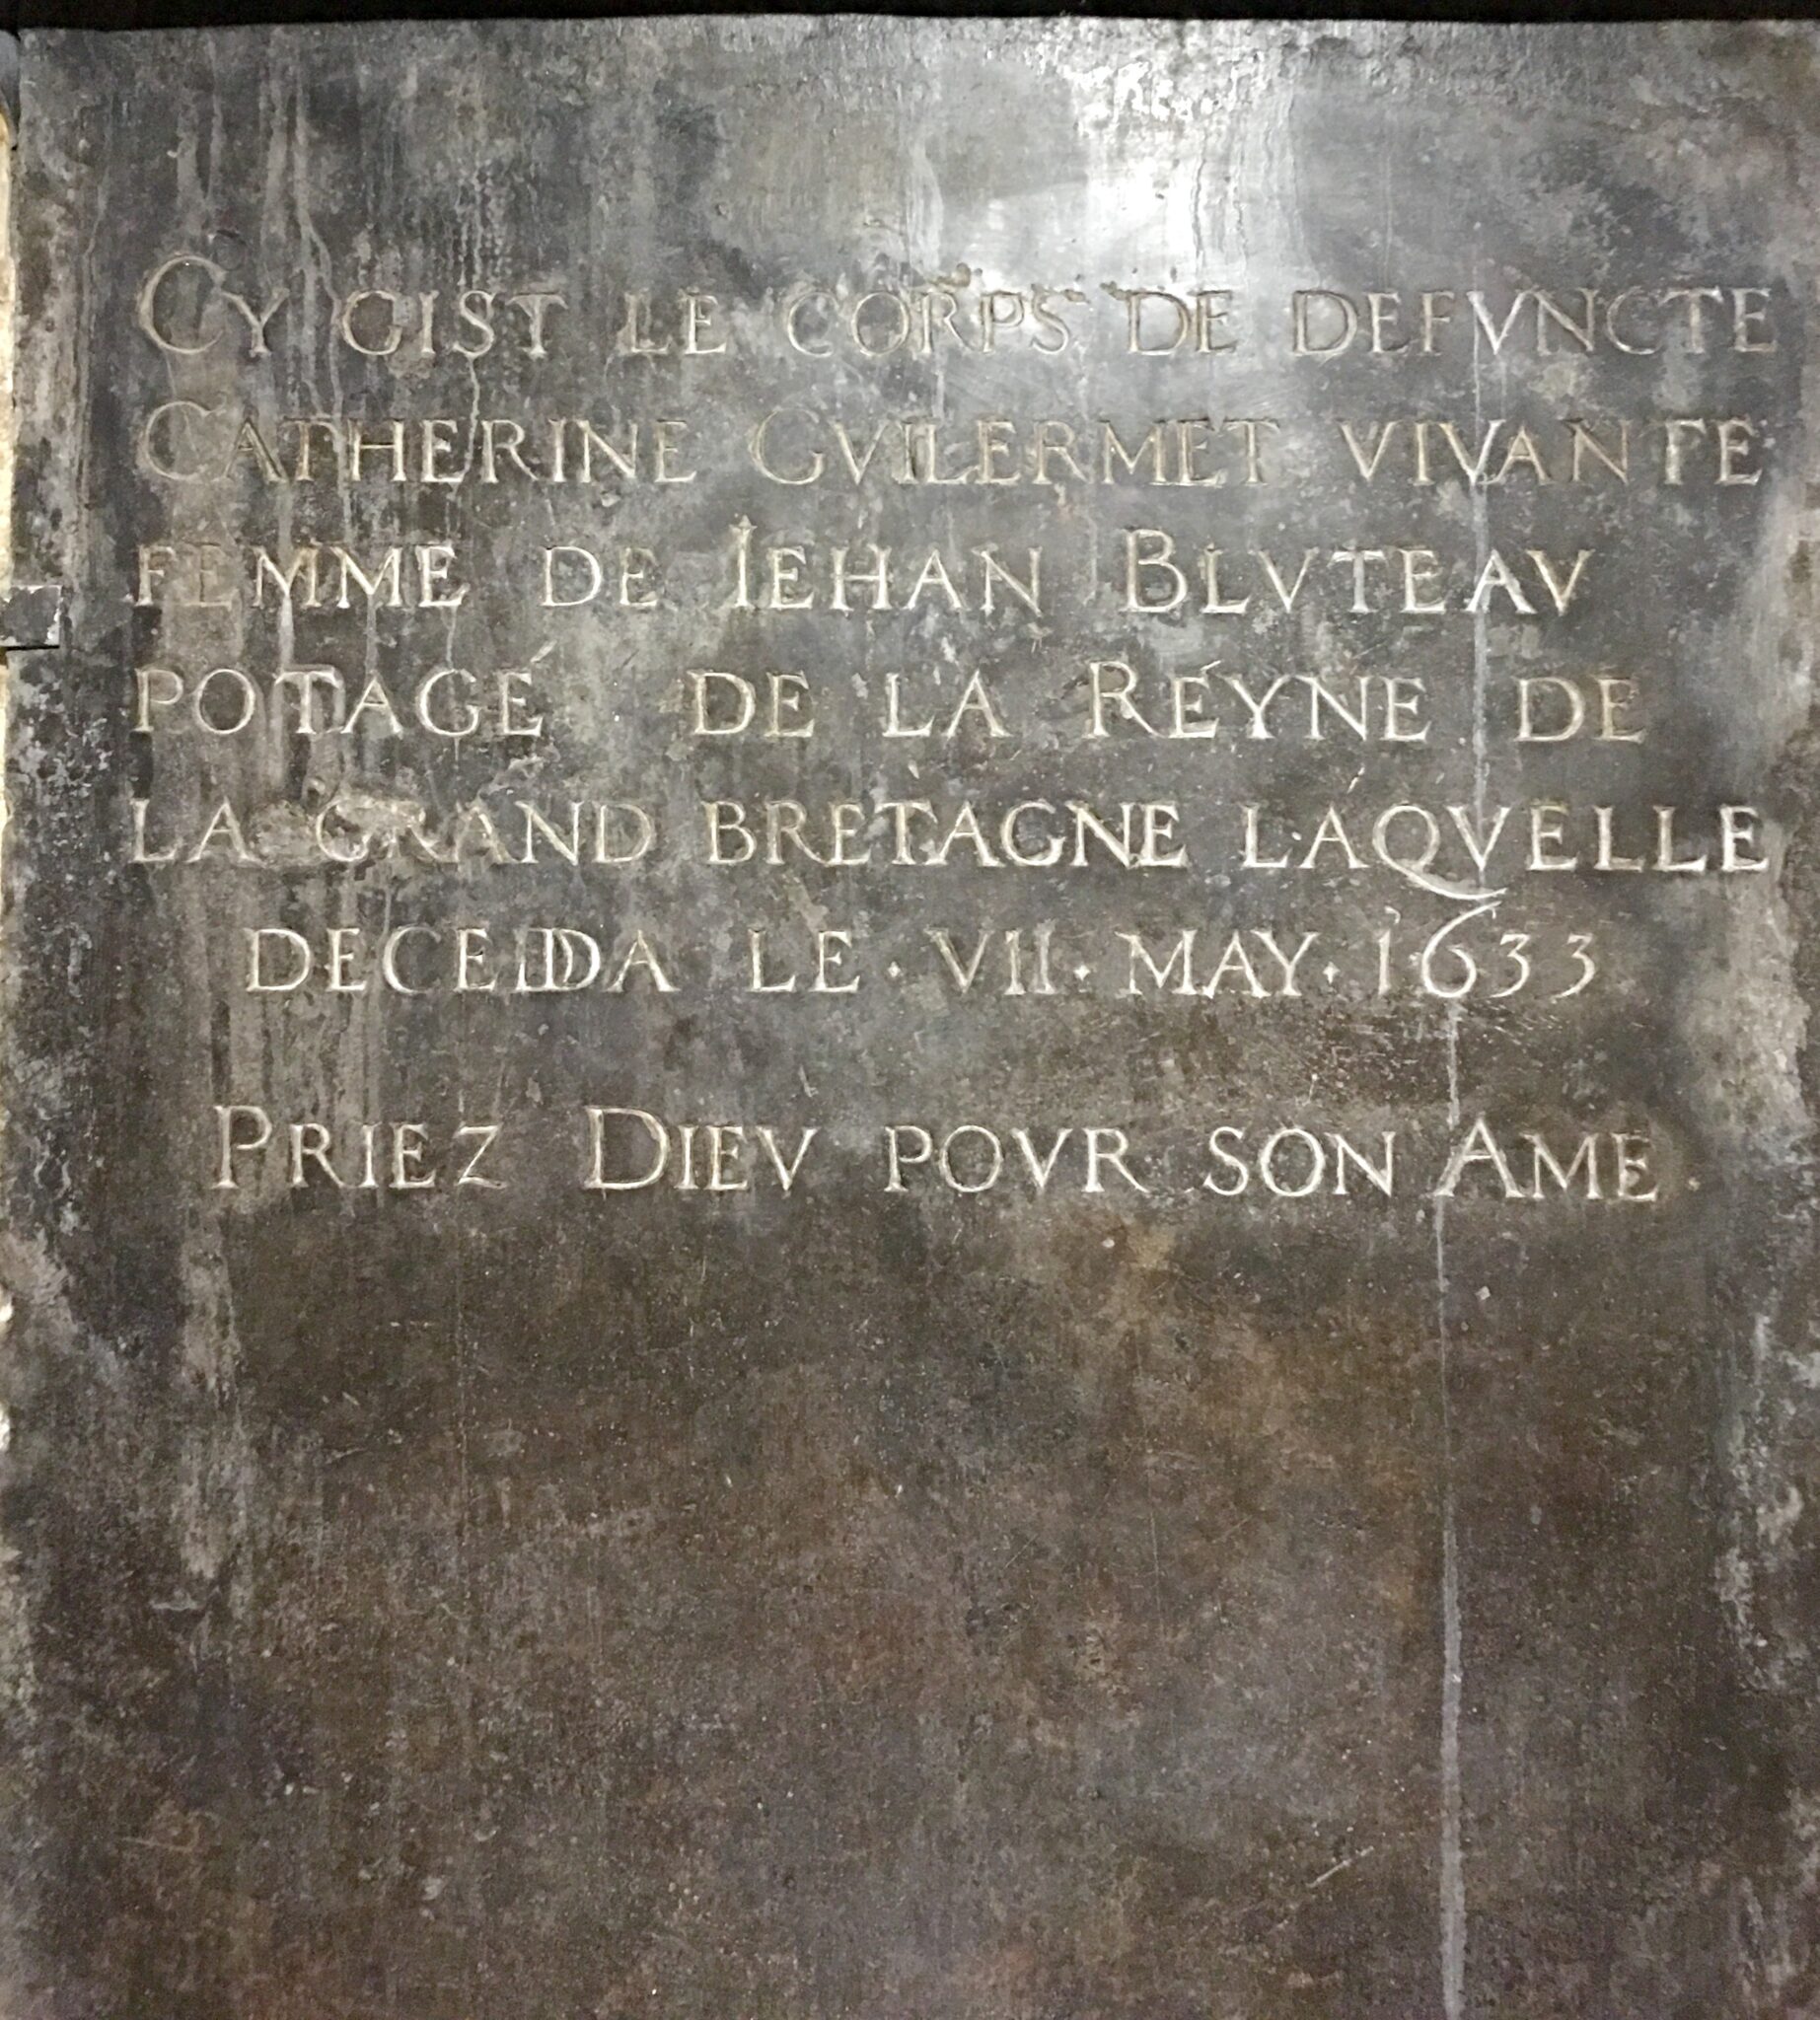 CY GIST LE CORPS DE DEFVNCTE
CATHERINE GVILERMET VIVANTE
FEMME DE IEHAN BLVTEAV
POTAGÉ DE LA RÉYNE DE
LA GRAND BRETAGNE LAQVELLE
DECEDDA LE · VII · MAY · 1633
PRIEZ DIEV POVR SON AME ·